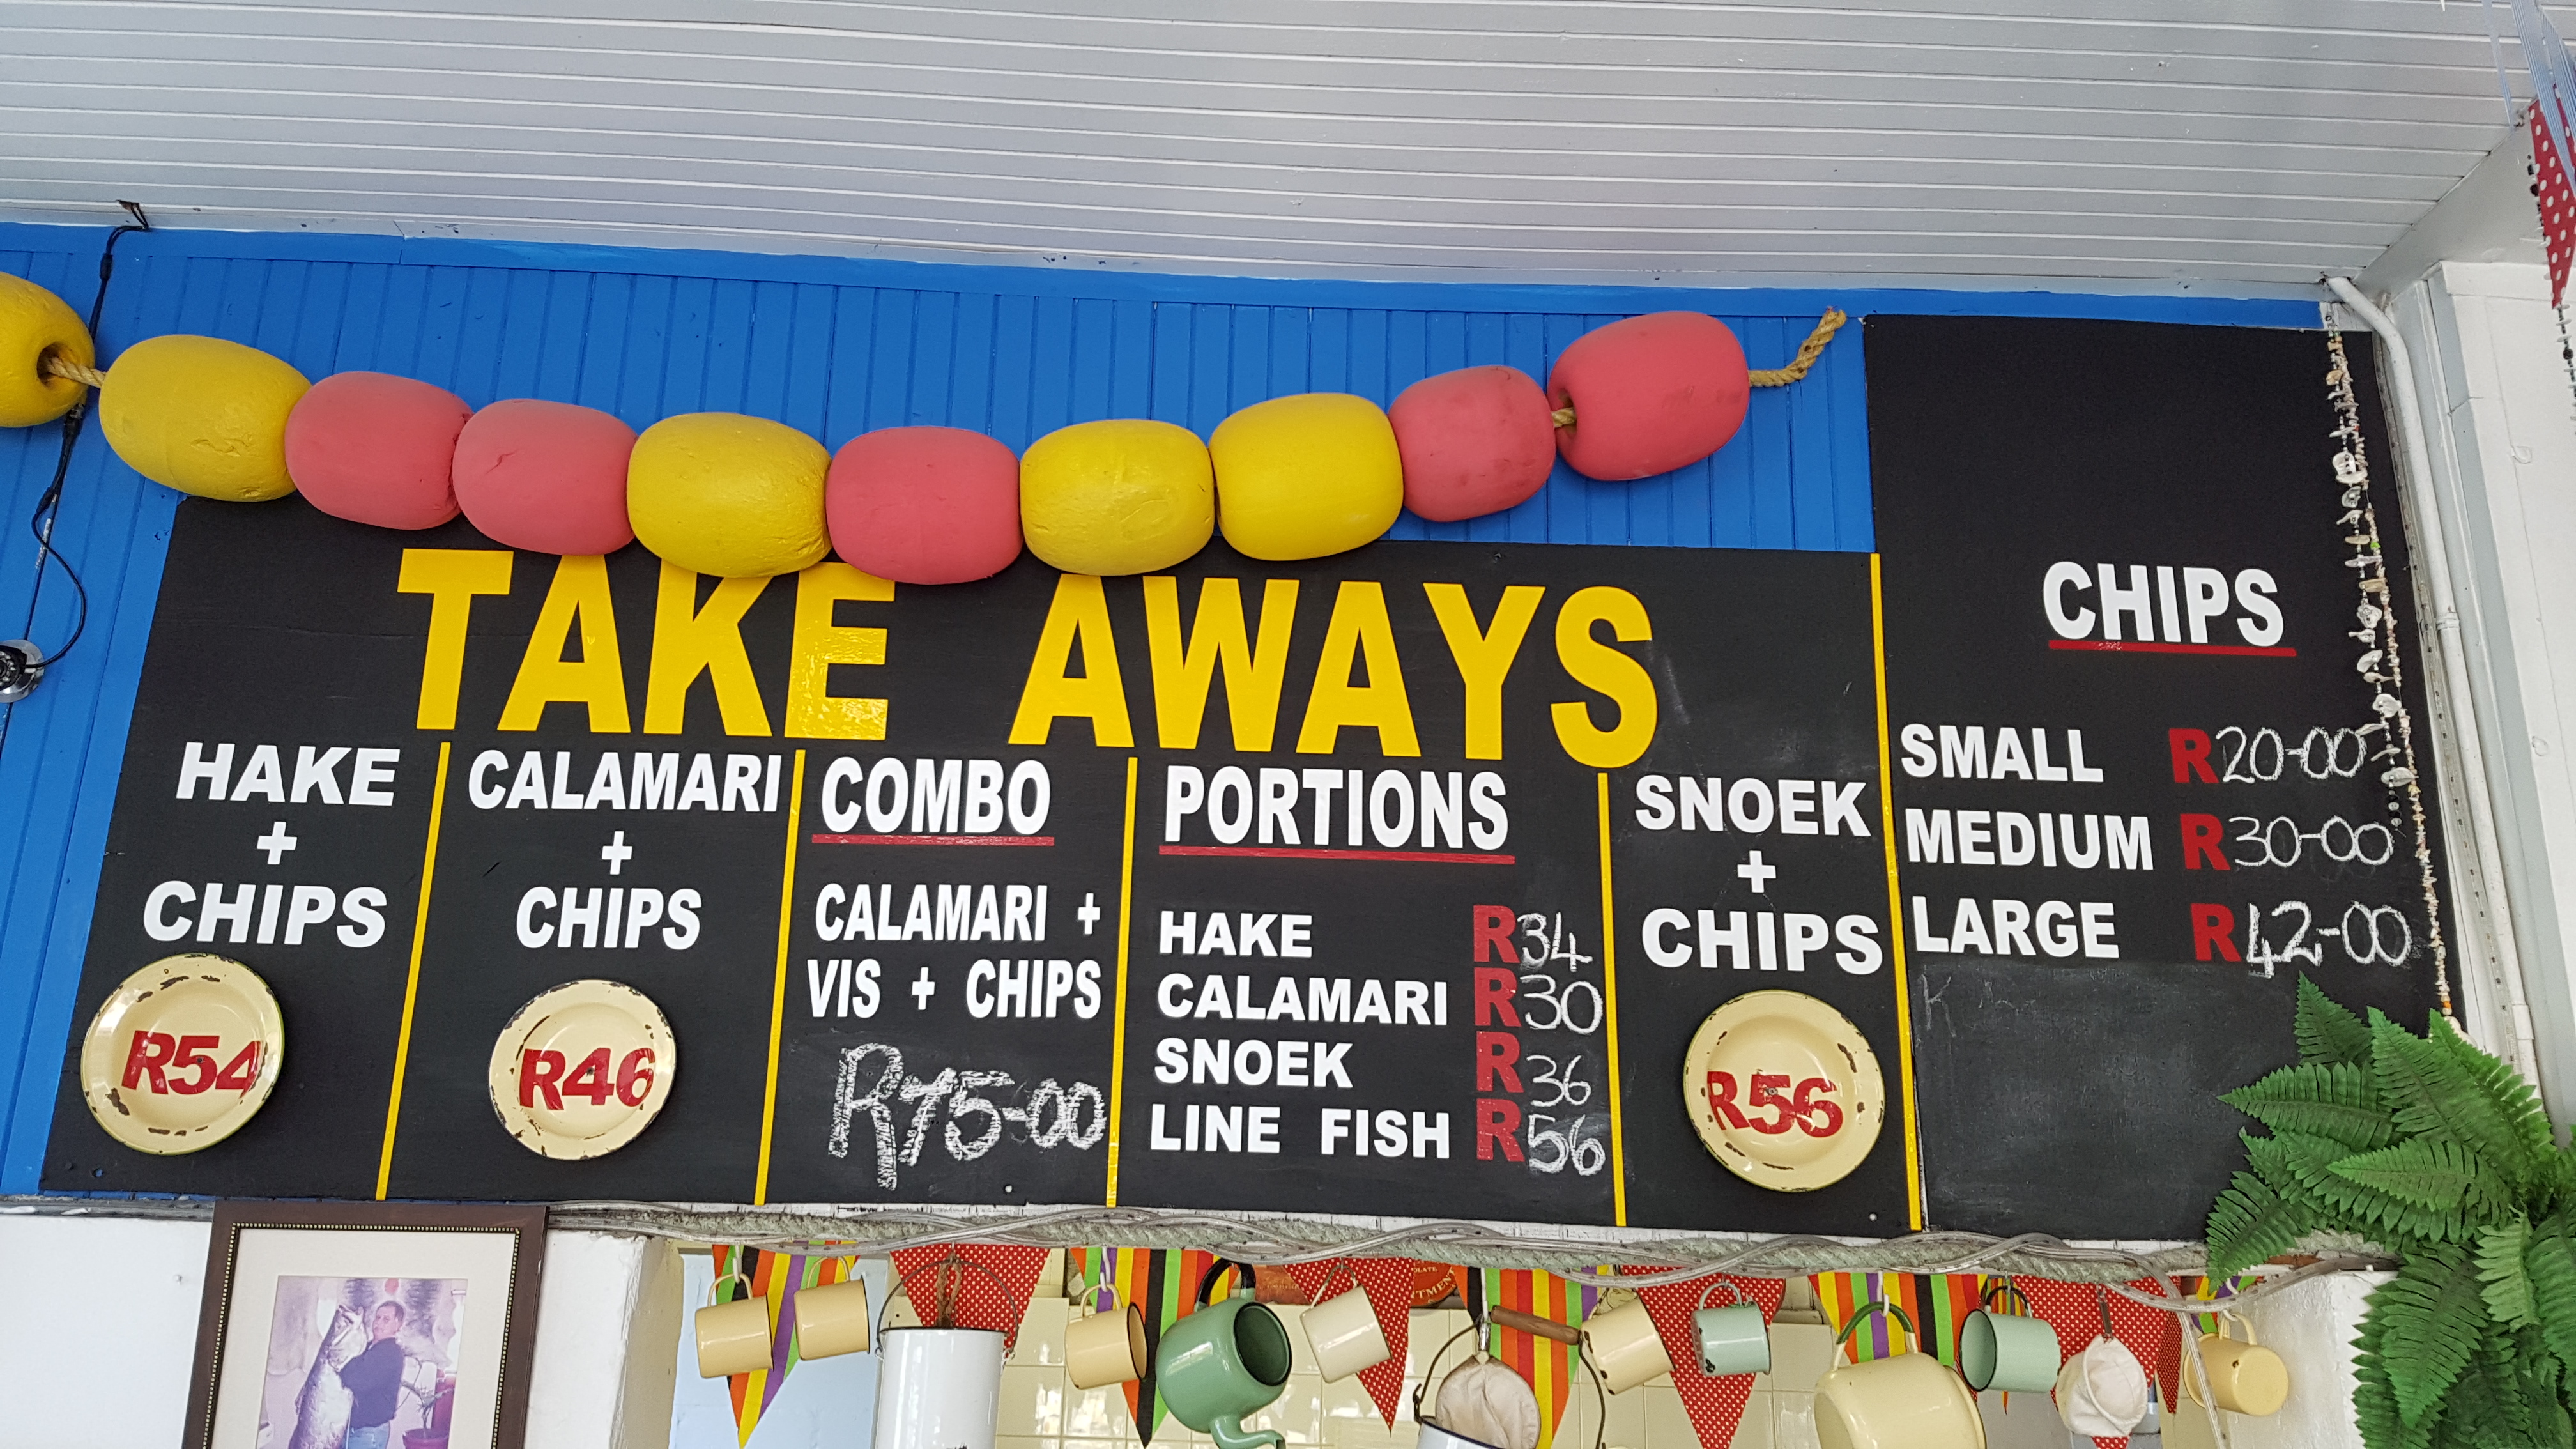 TAKE AWAYS
HAKE
+
CHIPS
R54
CALAMARI
+
CHIPS
R46
COMBO
CALAMARI +
VIS + CHIPS
R75-00
PORTIONS
HAKE R34
CALAMARI R30
SNOEK R36
LINE FISH R56
SNOEK
+
CHIPS
R56
CHIPS
SMALL R20-00
MEDIUM R30-00
LARGE R42-00